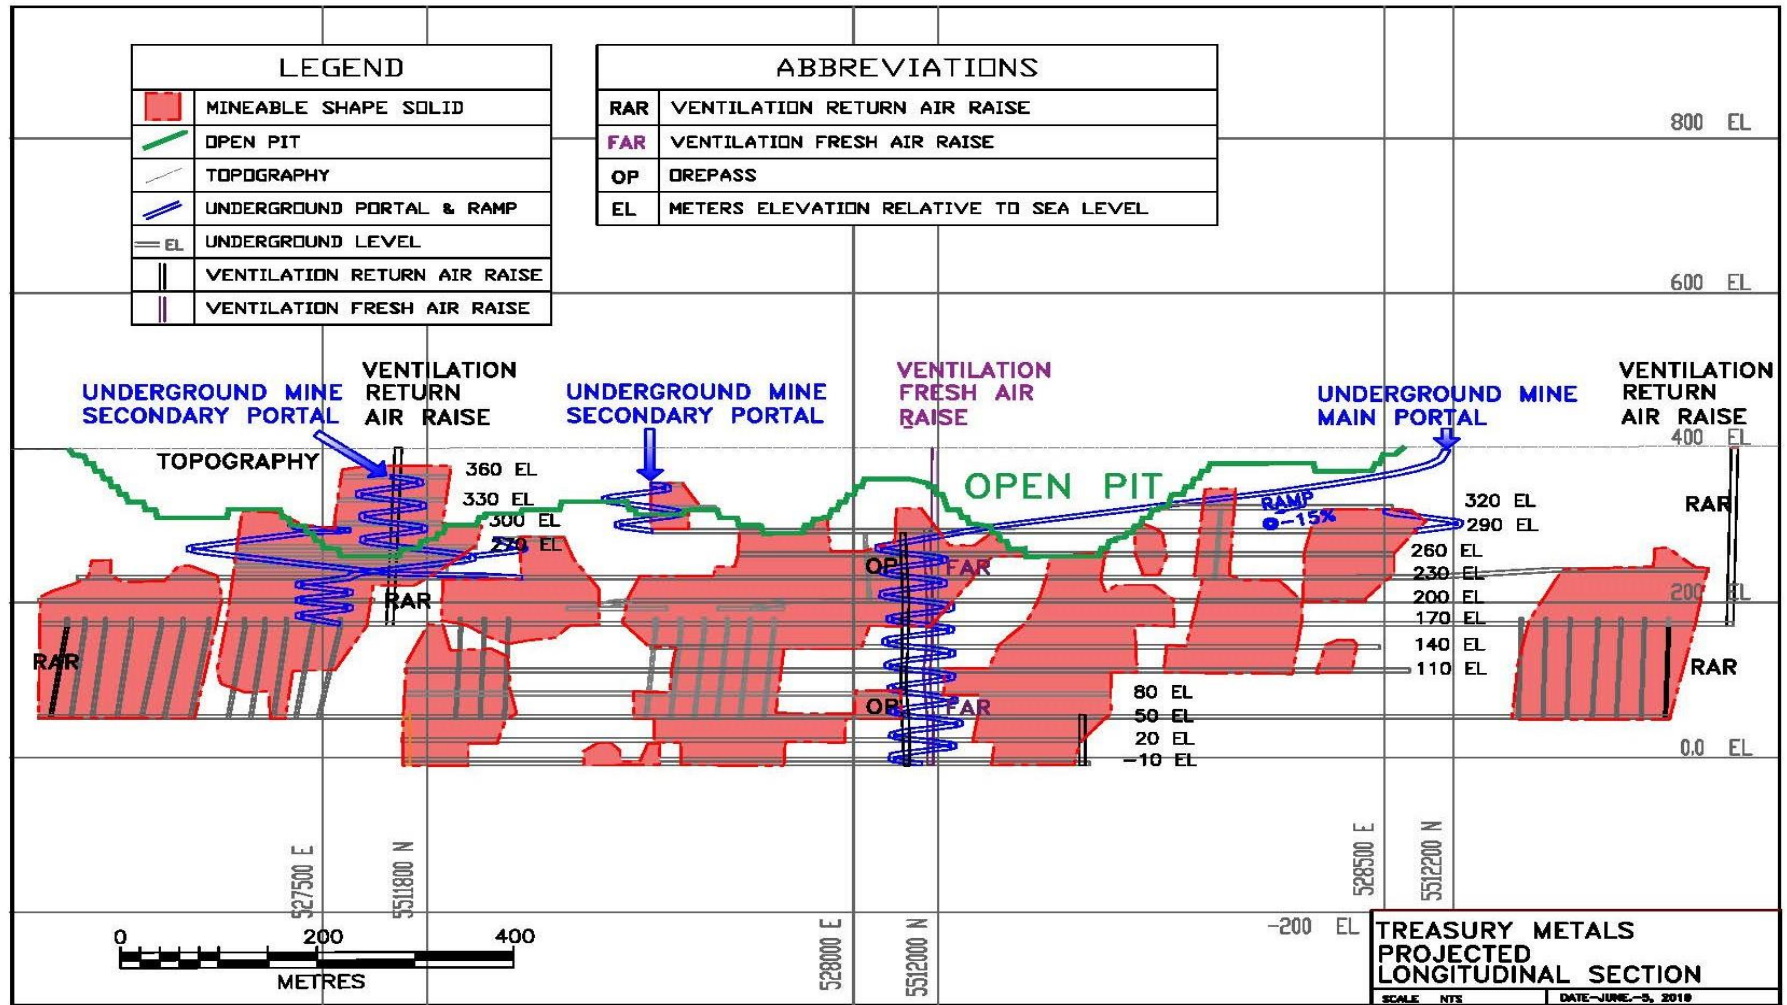 LEGEND
MINEABLE SHAPE SOLID
OPEN PIT
TOPOGRAPHY
UNDERGROUND PORTAL & RAMP
EL UNDERGROUND LEVEL
VENTILATION RETURN AIR RAISE
VENTILATION FRESH AIR RAISE
ABBREVIATIONS
RAR VENTILATION RETURN AIR RAISE
FAR VENTILATION FRESH AIR RAISE
OP OREPASS
EL METERS ELEVATION RELATIVE TO SEA LEVEL
800 EL
600 EL
UNDERGROUND MINE
SECONDARY PORTAL
VENTILATION
RETURN
AIR RAISE
UNDERGROUND MINE
SECONDARY PORTAL
VENTILATION
FRESH AIR
RAISE
UNDERGROUND MINE
MAIN PORTAL
VENTILATION
RETURN
AIR RAISE
400 EL
TOPOGRAPHY
360 EL
330 EL
300 EL
270 EL
OPEN PIT
RAMP
@-15%
320 EL
290 EL
260 EL
230 EL
200 EL
170 EL
140 EL
110 EL
80 EL
50 EL
20 EL
-10 EL
RAR
200 EL
RAR
RAR
RAR
OP
FAR
OP
FAR
0.0 EL
527500 E
5511800 N
528000 E
5512000 N
528500 E
5512200 N
-200 EL
0 200 400
METRES
TREASURY METALS
PROJECTED
LONGITUDINAL SECTION
SCALE NTS
DATE-JUNE.-5, 2019